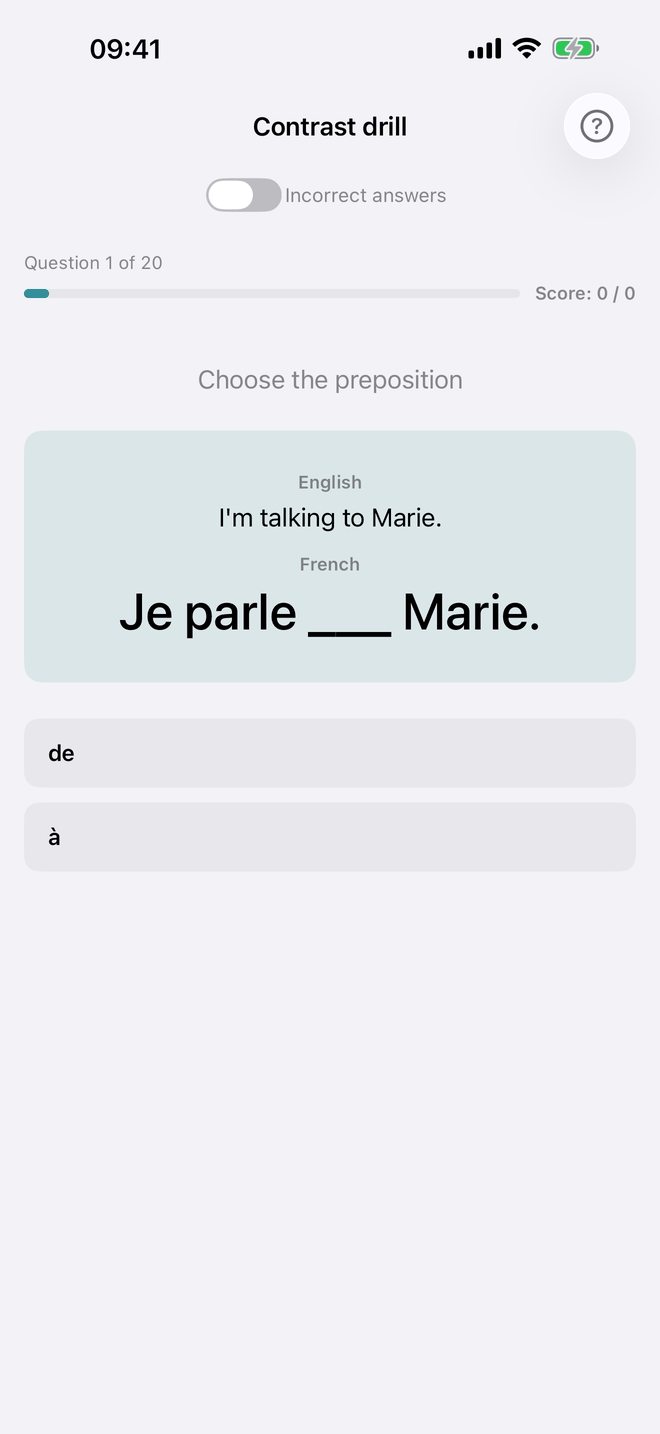 09:41
Contrast drill
Incorrect answers
Question 1 of 20
Score: 0 / 0
Choose the preposition
English
I'm talking to Marie.
French
Je parle ___ Marie.
de
à